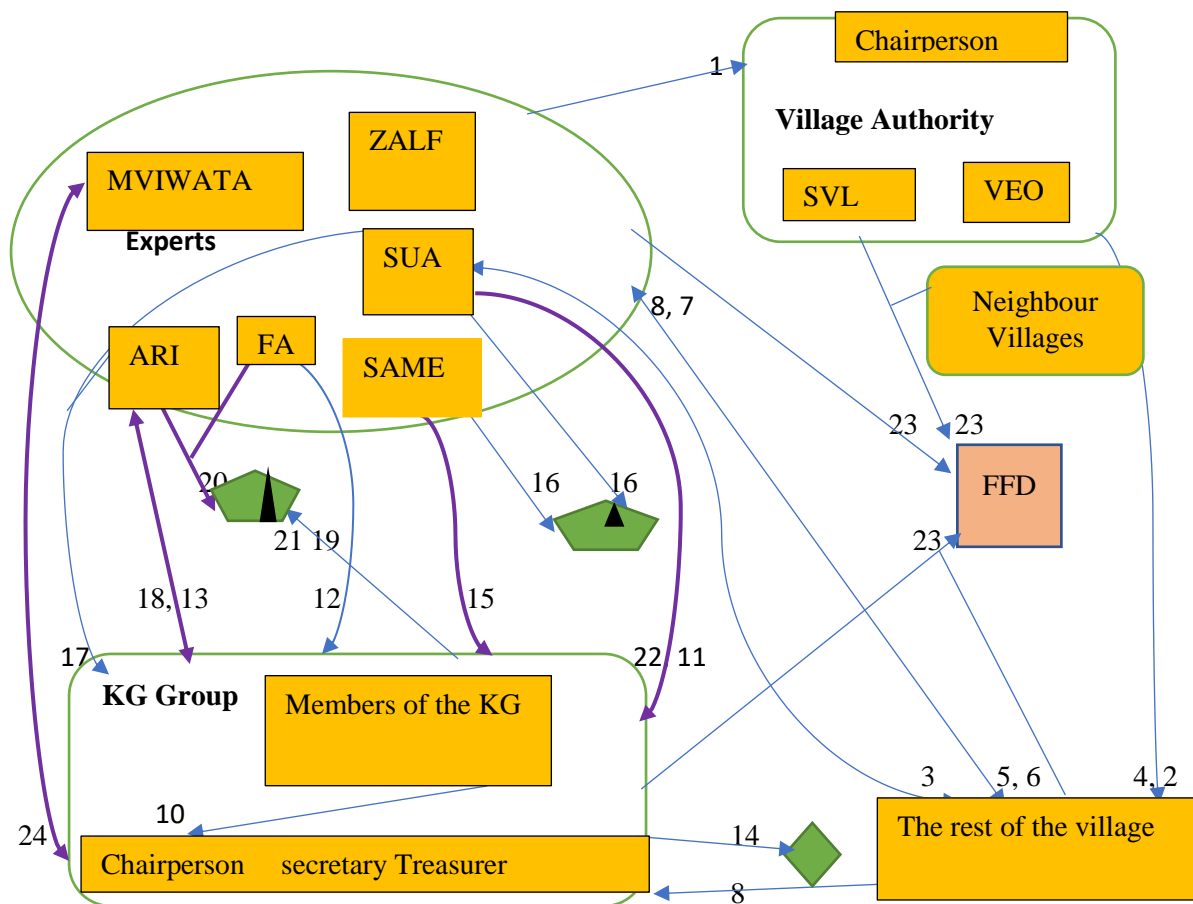 Chairperson
1
Village Authority
ZALF
MVIWATA
SVL
VEO
Experts
SUA
8, 7
Neighbour
Villages
ARI
FA
SAME
23
23
20
16
16
FFD
21 19
23
18, 13
12
15
17
22, 11
KG Group
Members of the KG
3
5, 6
4, 2
10
The rest of the village
24
14
Chairperson secretary Treasurer
8